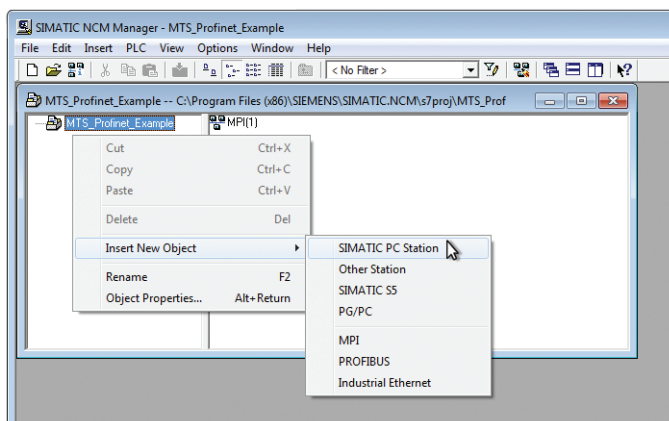 SIMATIC NCM Manager - MTS_Profinet_Example
File Edit Insert PLC View Options Window Help
< No Filter >
MTS_Profinet_Example -- C:\Program Files (x86)\SIEMENS\SIMATIC.NCM\s7proj\MTS_Prof
MTS_Profinet_Example
MPI(1)
Cut Ctrl+X
Copy Ctrl+C
Paste Ctrl+V
Delete Del
Insert New Object
Rename F2
Object Properties... Alt+Return
SIMATIC PC Station
Other Station
SIMATIC S5
PG/PC
MPI
PROFIBUS
Industrial Ethernet